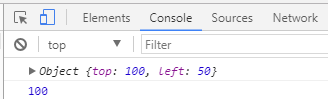 Elements Console Sources Network
top Filter
Object {top: 100, left: 50}
100